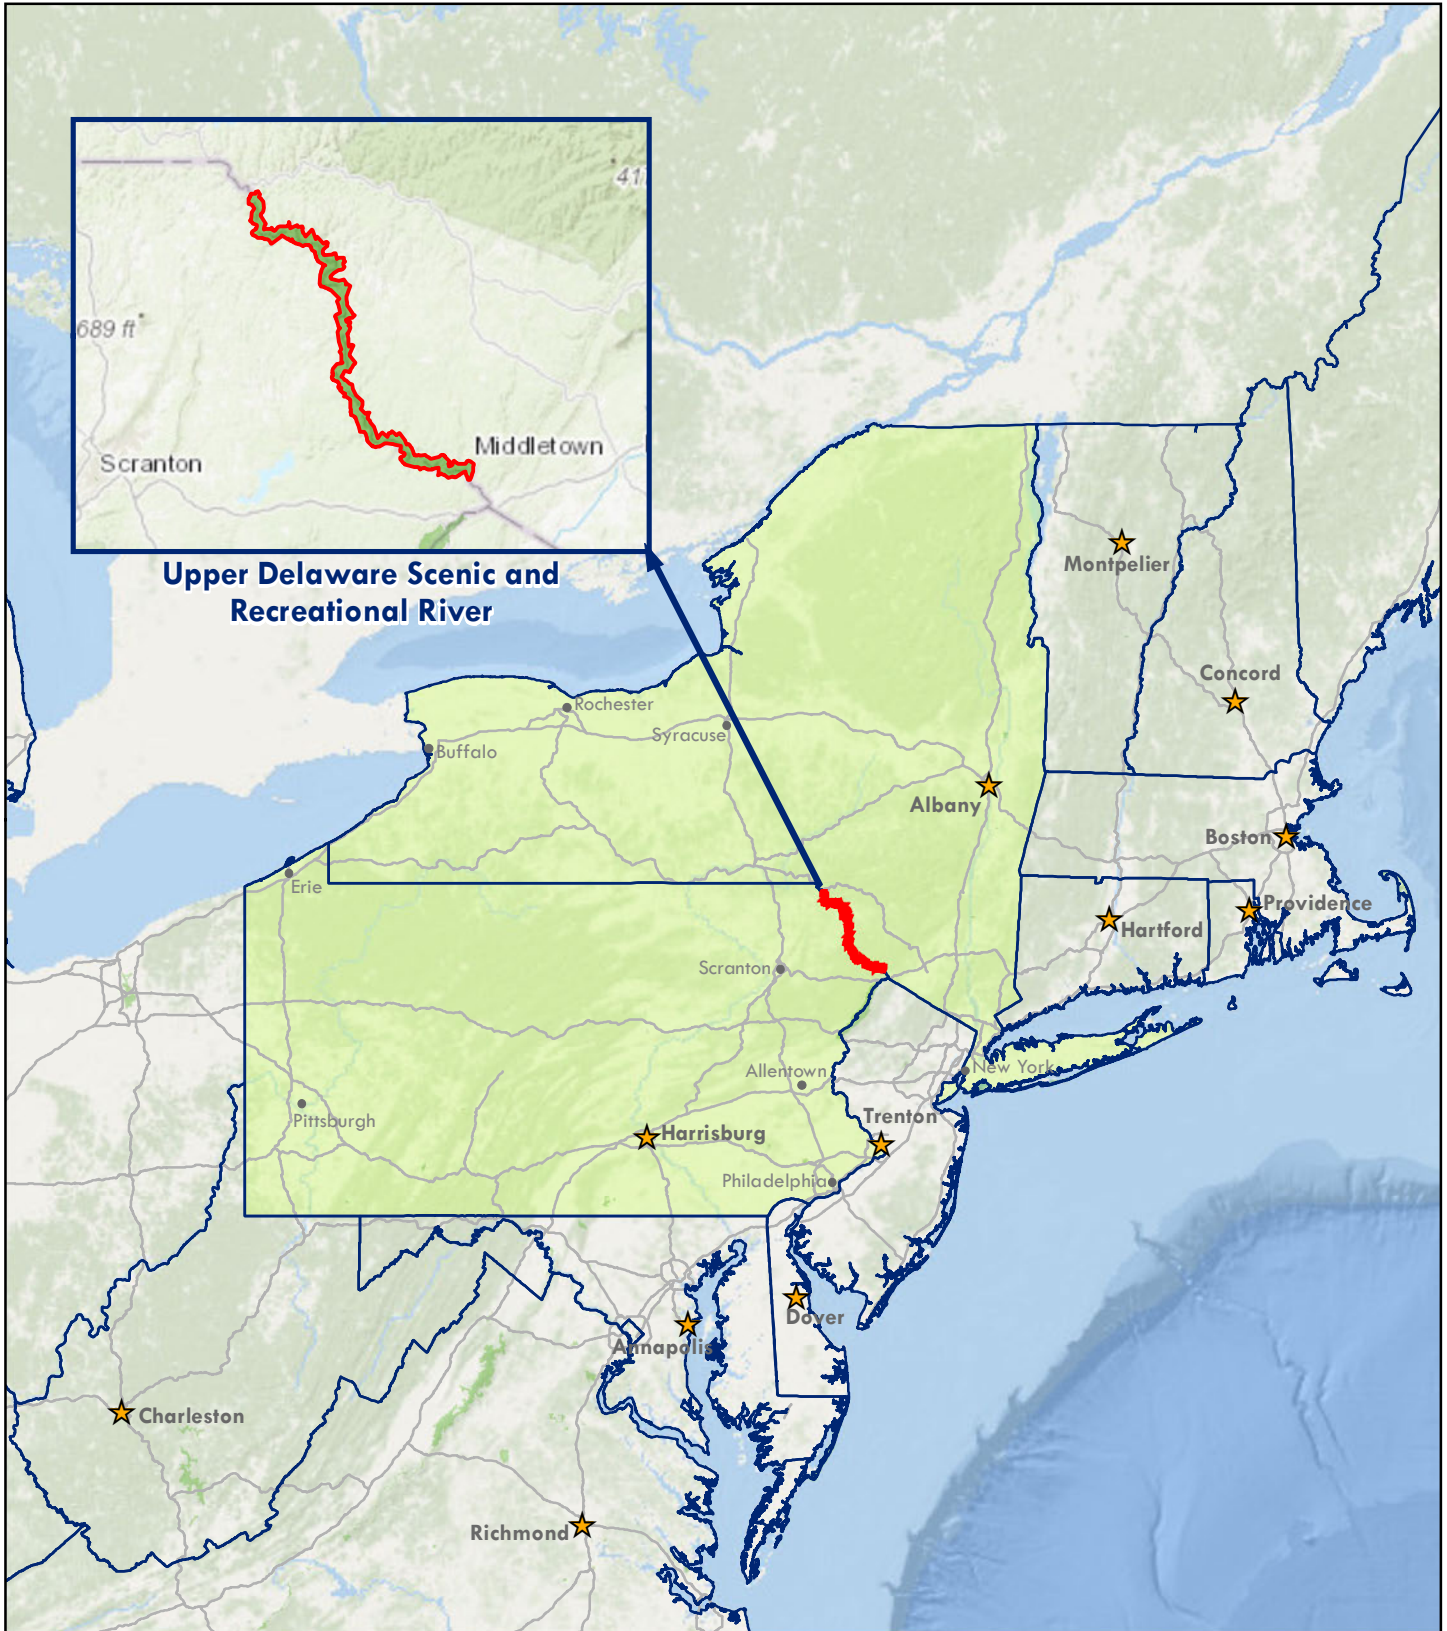 41
689 ft
Middletown
Scranton
Upper Delaware Scenic and
Recreational River
Montpelier
Concord
Rochester
Syracuse
Buffalo
Albany
Boston
Erie
Providence
Hartford
Scranton
Allentown
New York
Pittsburgh
Trenton
Harrisburg
Philadelphia
Dover
Annapolis
Charleston
Richmond